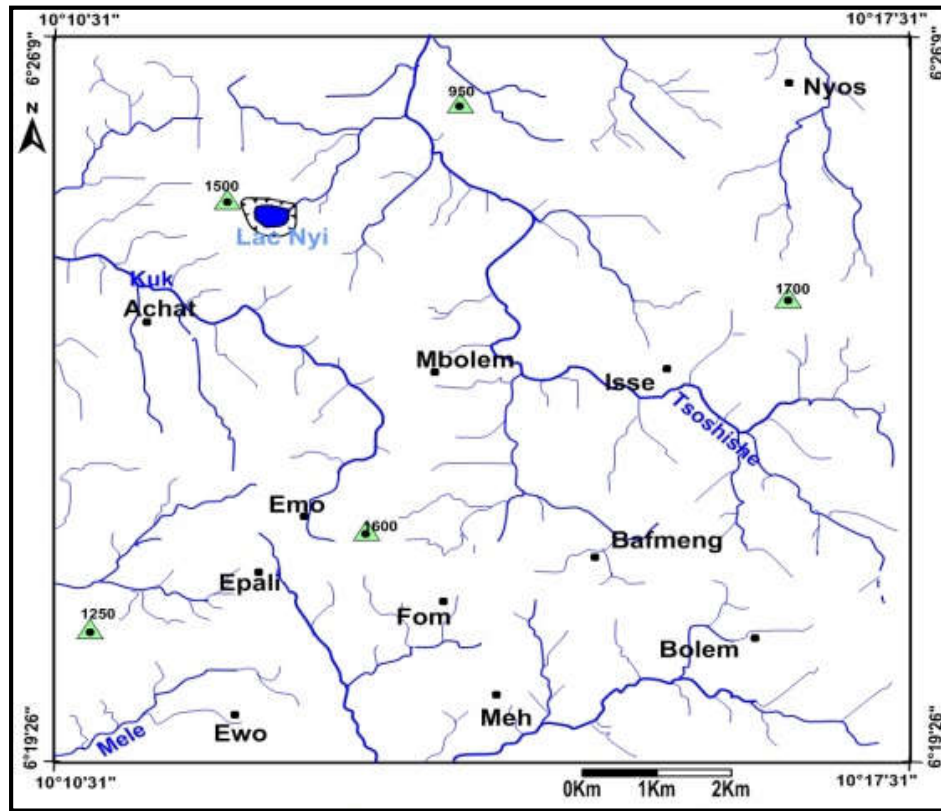 10°10'31" 10°17'31"
6°26'9" 6°26'9"
N
950
Nyos
1500
Lac Nyi
Kuk
Achat
1700
Mbolem
Isse
Tsoshishe
Emo
1600
Bafmeng
Epali
Fom
1250
Bolem
Meh
Mele
Ewo
6°19'26" 6°19'26"
10°10'31" 10°17'31"
0Km 1Km 2Km